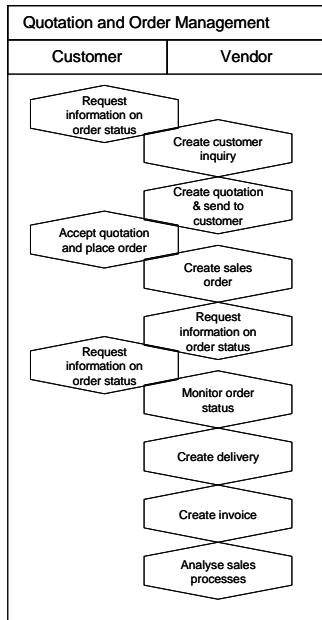 Quotation and Order Management
Customer
Vendor
Request
information on
order status
Create customer
inquiry
Create quotation
& send to
customer
Accept quotation
and place order
Create sales
order
Request
information on
order status
Request
information on
order status
Monitor order
status
Create delivery
Create invoice
Analyse sales
processes